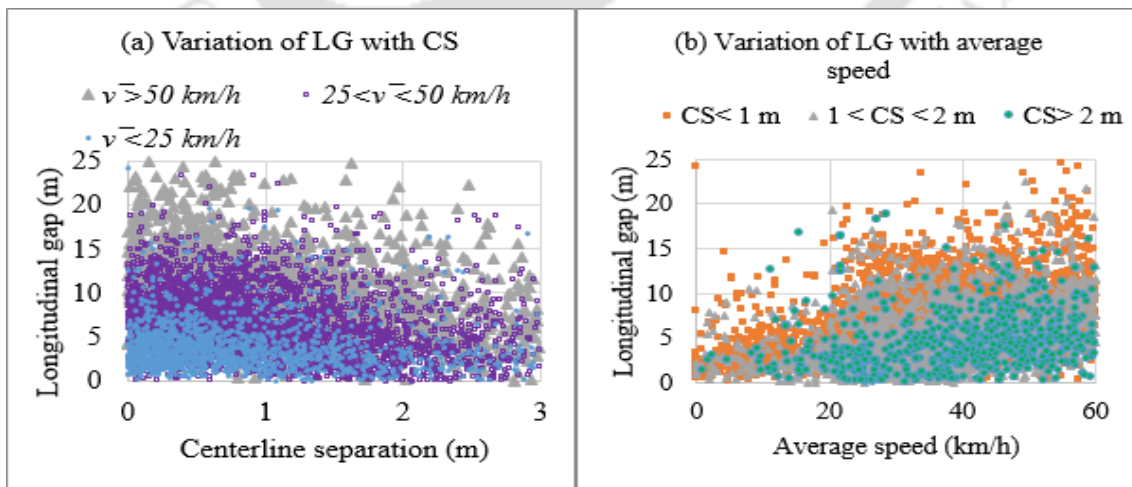 (a) Variation of LG with CS
v̅>50 km/h
25<v̅<50 km/h
v̅<25 km/h
Longitudinal gap (m)
25
20
15
10
5
0
0
1
2
3
Centerline separation (m)
(b) Variation of LG with average
speed
CS< 1 m
1 < CS <2 m
CS> 2 m
Longitudinal gap (m)
25
20
15
10
5
0
0
20
40
60
Average speed (km/h)